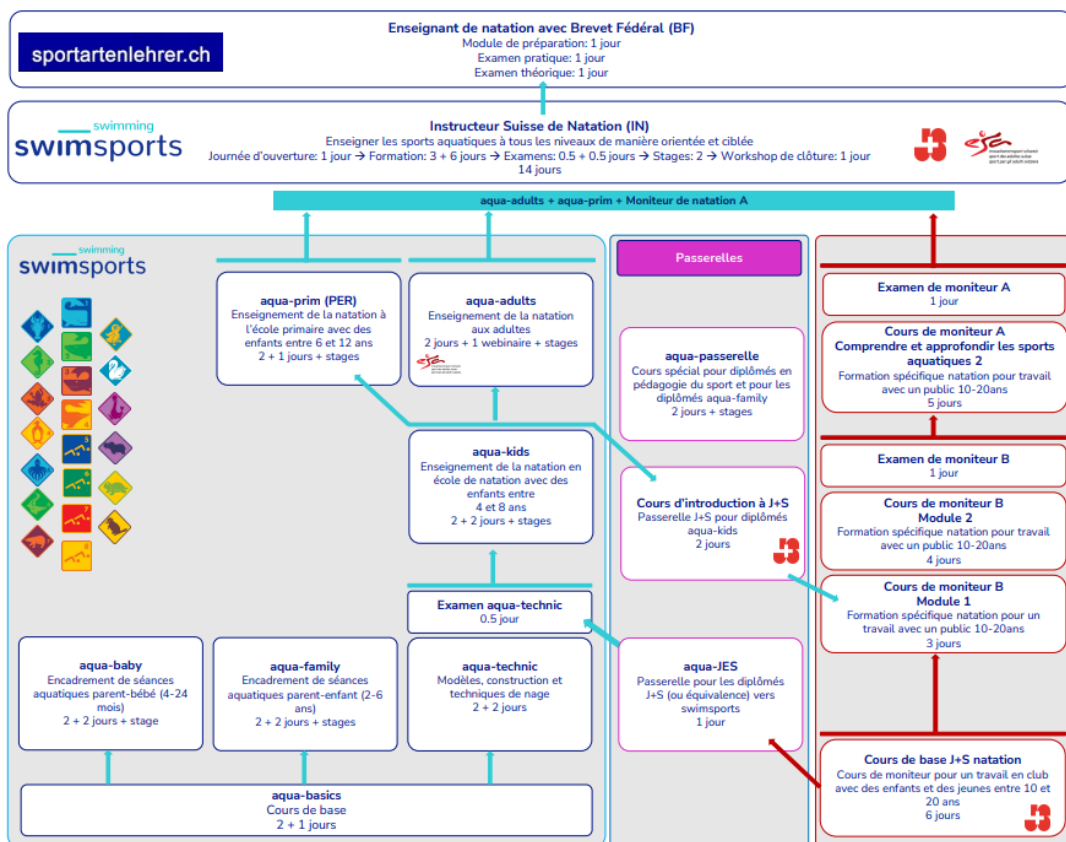 sportartenlehrer.ch
Enseignant de natation avec Brevet Fédéral (BF)
Module de préparation: 1 jour
Examen pratique: 1 jour
Examen théorique: 1 jour
swimming
swimsports
Instructeur Suisse de Natation (IN)
Enseigner les sports aquatiques à tous les niveaux de manière orientée et ciblée
Journée d'ouverture: 1 jour → Formation: 3 + 6 jours → Examens: 0.5 + 0.5 jours → Stages: 2 → Workshop de clôture: 1 jour
14 jours
aqua-adults + aqua-prim + Moniteur de natation A
swimming
swimsports
aqua-prim (PER)
Enseignement de la natation à
l'école primaire avec des
enfants entre 6 et 12 ans
2 + 1 jours + stages
aqua-adults
Enseignement de la natation
aux adultes
2 jours + 1 webinaire + stages
aqua-kids
Enseignement de la natation en
école de natation avec des
enfants entre
4 et 8 ans
2 + 2 jours + stages
Examen aqua-technic
0.5 jour
aqua-baby
Encadrement de séances
aquatiques parent-bébé (4-24
mois)
2 + 2 jours + stage
aqua-family
Encadrement de séances
aquatiques parent-enfant (2-6
ans)
2 + 2 jours + stages
aqua-technic
Modèles, construction et
techniques de nage
2 + 2 jours
aqua-basics
Cours de base
2 + 1 jours
Passerelles
aqua-passerelle
Cours spécial pour diplômés en
pédagogie du sport et pour les
diplômés aqua-family
2 jours + stages
Cours d'introduction à J+S
Passerelle J+S pour diplômés
aqua-kids
2 jours
aqua-JES
Passerelle pour les diplômés
J+S (ou équivalence) vers
swimsports
1 jour
Examen de moniteur A
1 jour
Cours de moniteur A
Comprendre et approfondir les sports
aquatiques 2
Formation spécifique natation pour travail
avec un public 10-20ans
5 jours
Examen de moniteur B
1 jour
Cours de moniteur B
Module 2
Formation spécifique natation pour travail
avec un public 10-20ans
4 jours
Cours de moniteur B
Module 1
Formation spécifique natation pour un
travail avec un public 10-20ans
3 jours
Cours de base J+S natation
Cours de moniteur pour un travail en club
avec des enfants et des jeunes entre 10 et
20 ans
6 jours